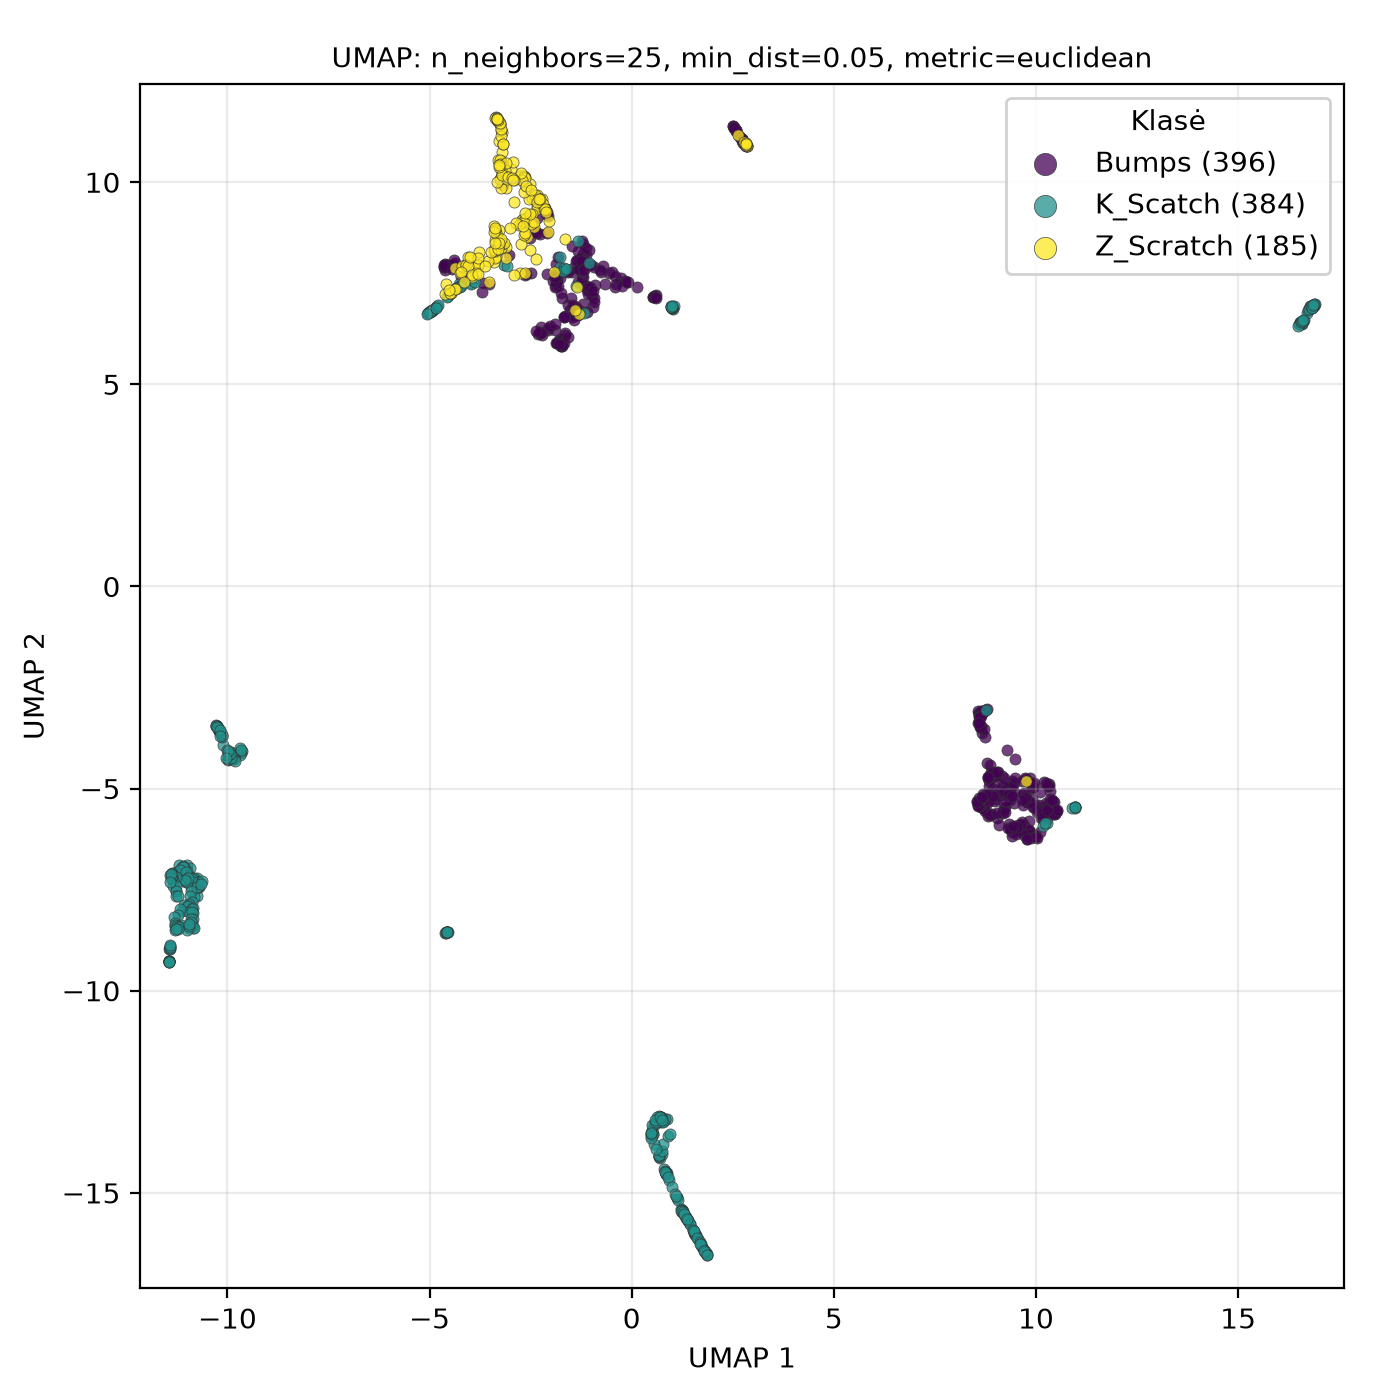 UMAP: n_neighbors=25, min_dist=0.05, metric=euclidean
Klasė
Bumps (396)
K_Scatch (384)
Z_Scratch (185)
10
5
0
−5
−10
−15
UMAP 2
−10 −5 0 5 10 15
UMAP 1